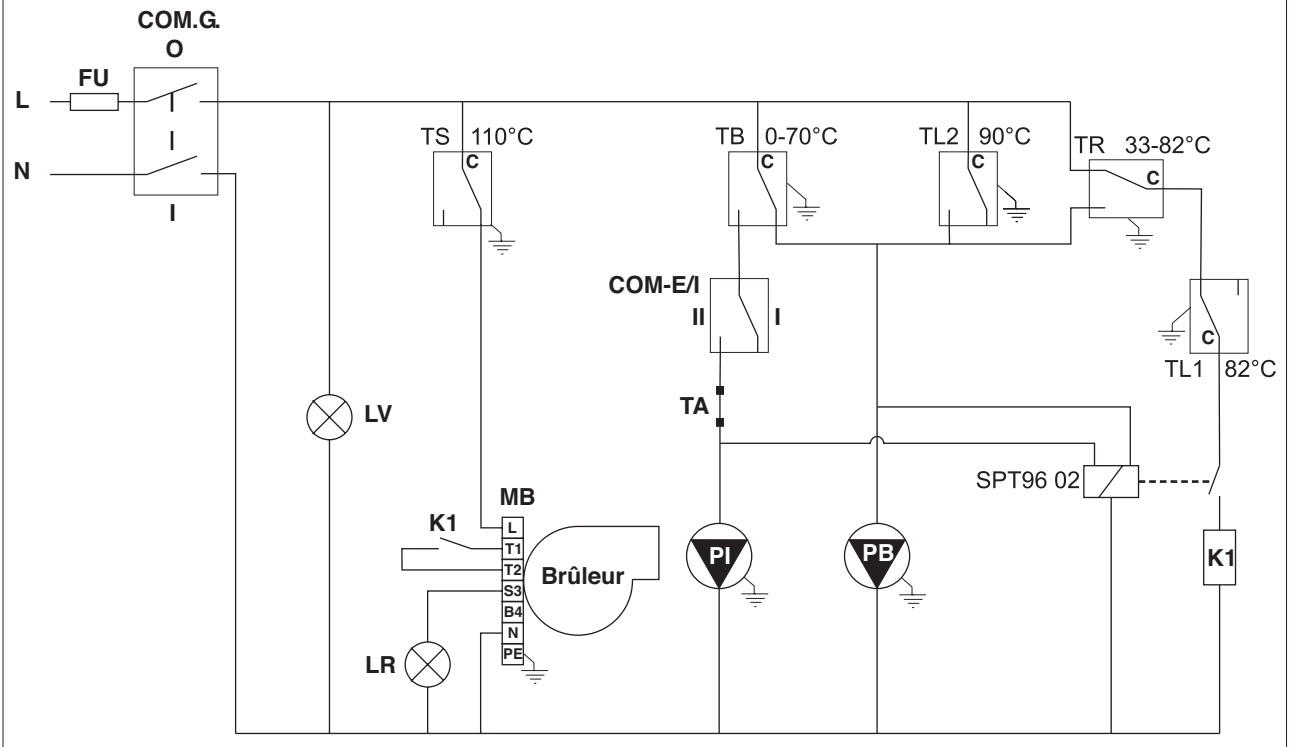 COM.G.
O
FU
L
I
I
N
I
TS 110°C
C
TB 0-70°C
C
TL2 90°C
C
TR 33-82°C
C
COM-E/I
II I
C
TL1 82°C
TA
LV
SPT96 02
MB
K1
L
T1
T2
S3
B4
N
PE
Brûleur
PI
PB
K1
LR